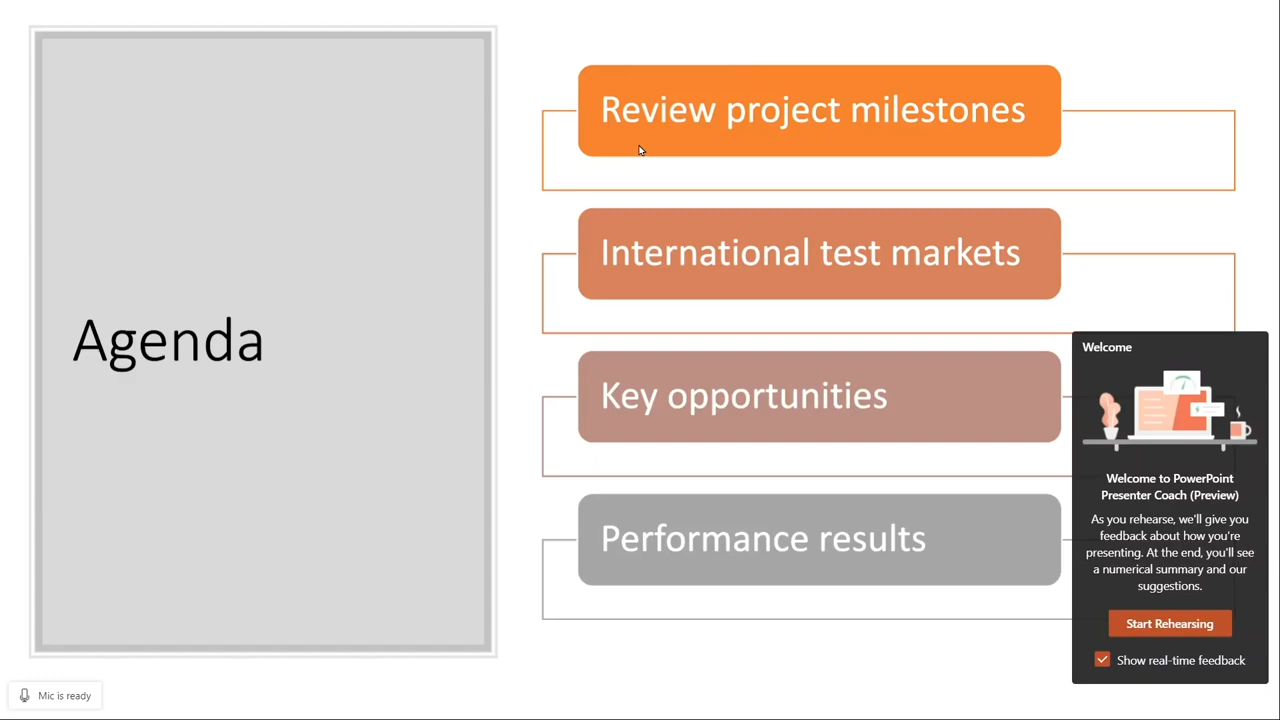 Agenda
Review project milestones
International test markets
Key opportunities
Performance results
Welcome
Welcome to PowerPoint
Presenter Coach (Preview)
As you rehearse, we'll give you
feedback about how you're
presenting. At the end, you'll see
a numerical summary and our
suggestions.
Start Rehearsing
Show real-time feedback
Mic is ready